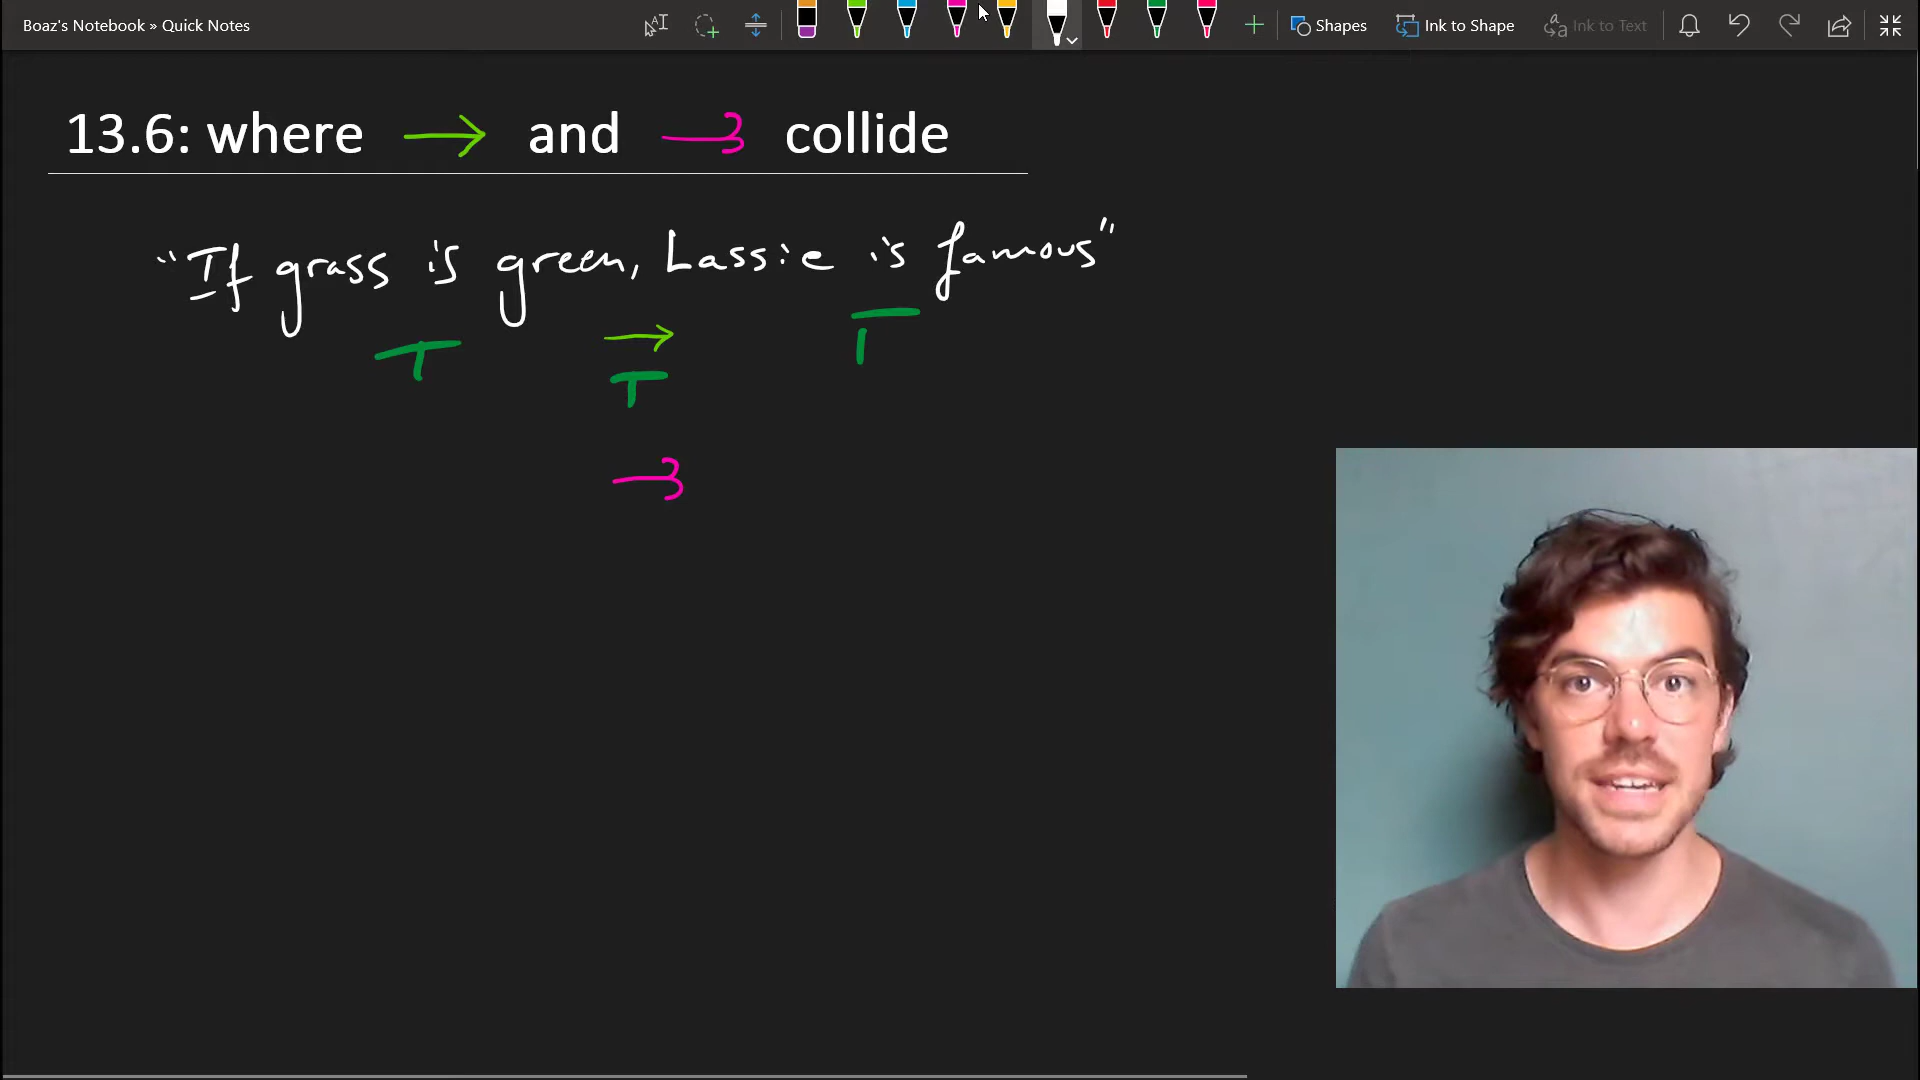 Boaz's Notebook » Quick Notes
Shapes
Ink to Shape
Ink to Text
13.6: where → and ⥽ collide
"If grass is green, Lassie is famous"
T → T
T
⥽